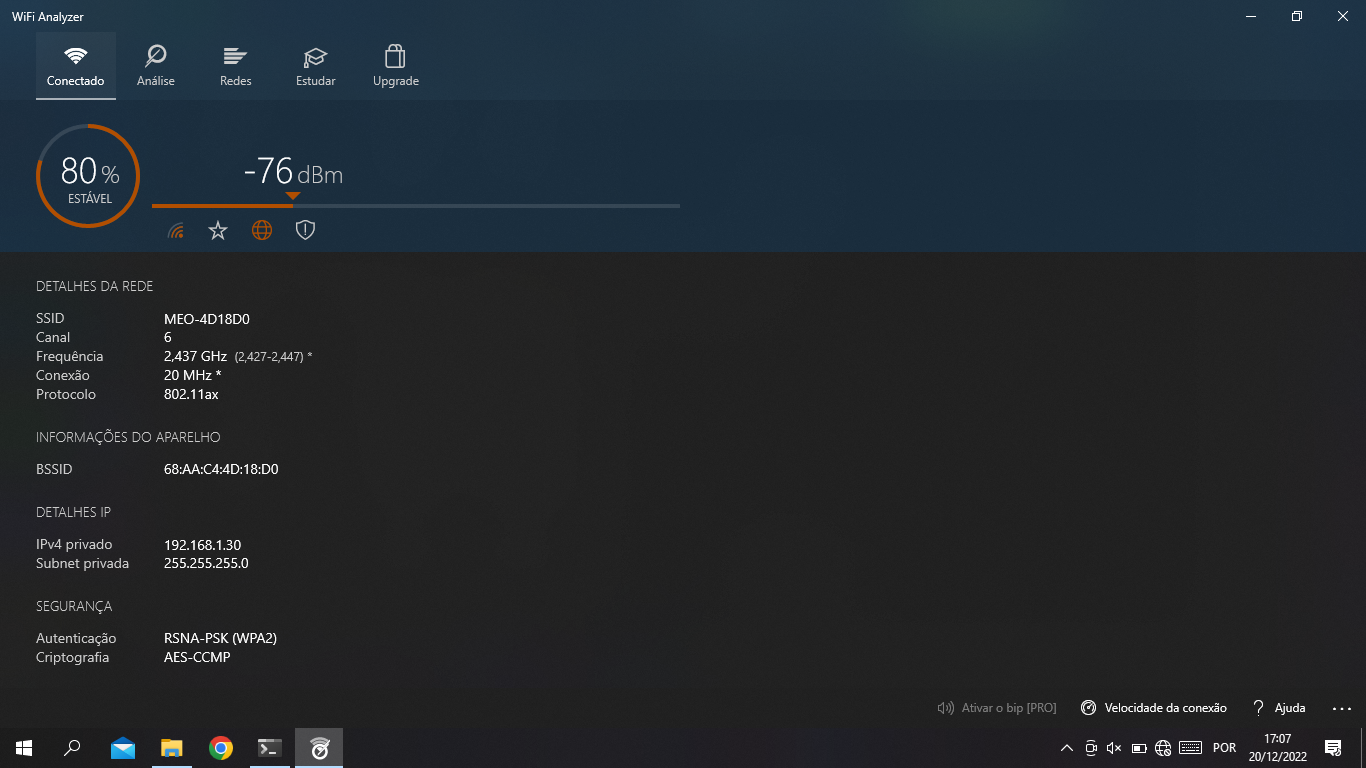 WiFi Analyzer
Conectado Análise Redes Estudar Upgrade
80 %
ESTÁVEL
-76 dBm
DETALHES DA REDE
SSID MEO-4D18D0
Canal 6
Frequência 2,437 GHz (2,427-2,447) *
Conexão 20 MHz *
Protocolo 802.11ax
INFORMAÇÕES DO APARELHO
BSSID 68:AA:C4:4D:18:D0
DETALHES IP
IPv4 privado 192.168.1.30
Subnet privada 255.255.255.0
SEGURANÇA
Autenticação RSNA-PSK (WPA2)
Criptografia AES-CCMP
Ativar o bip [PRO] Velocidade da conexão ? Ajuda ...
POR 17:07
20/12/2022